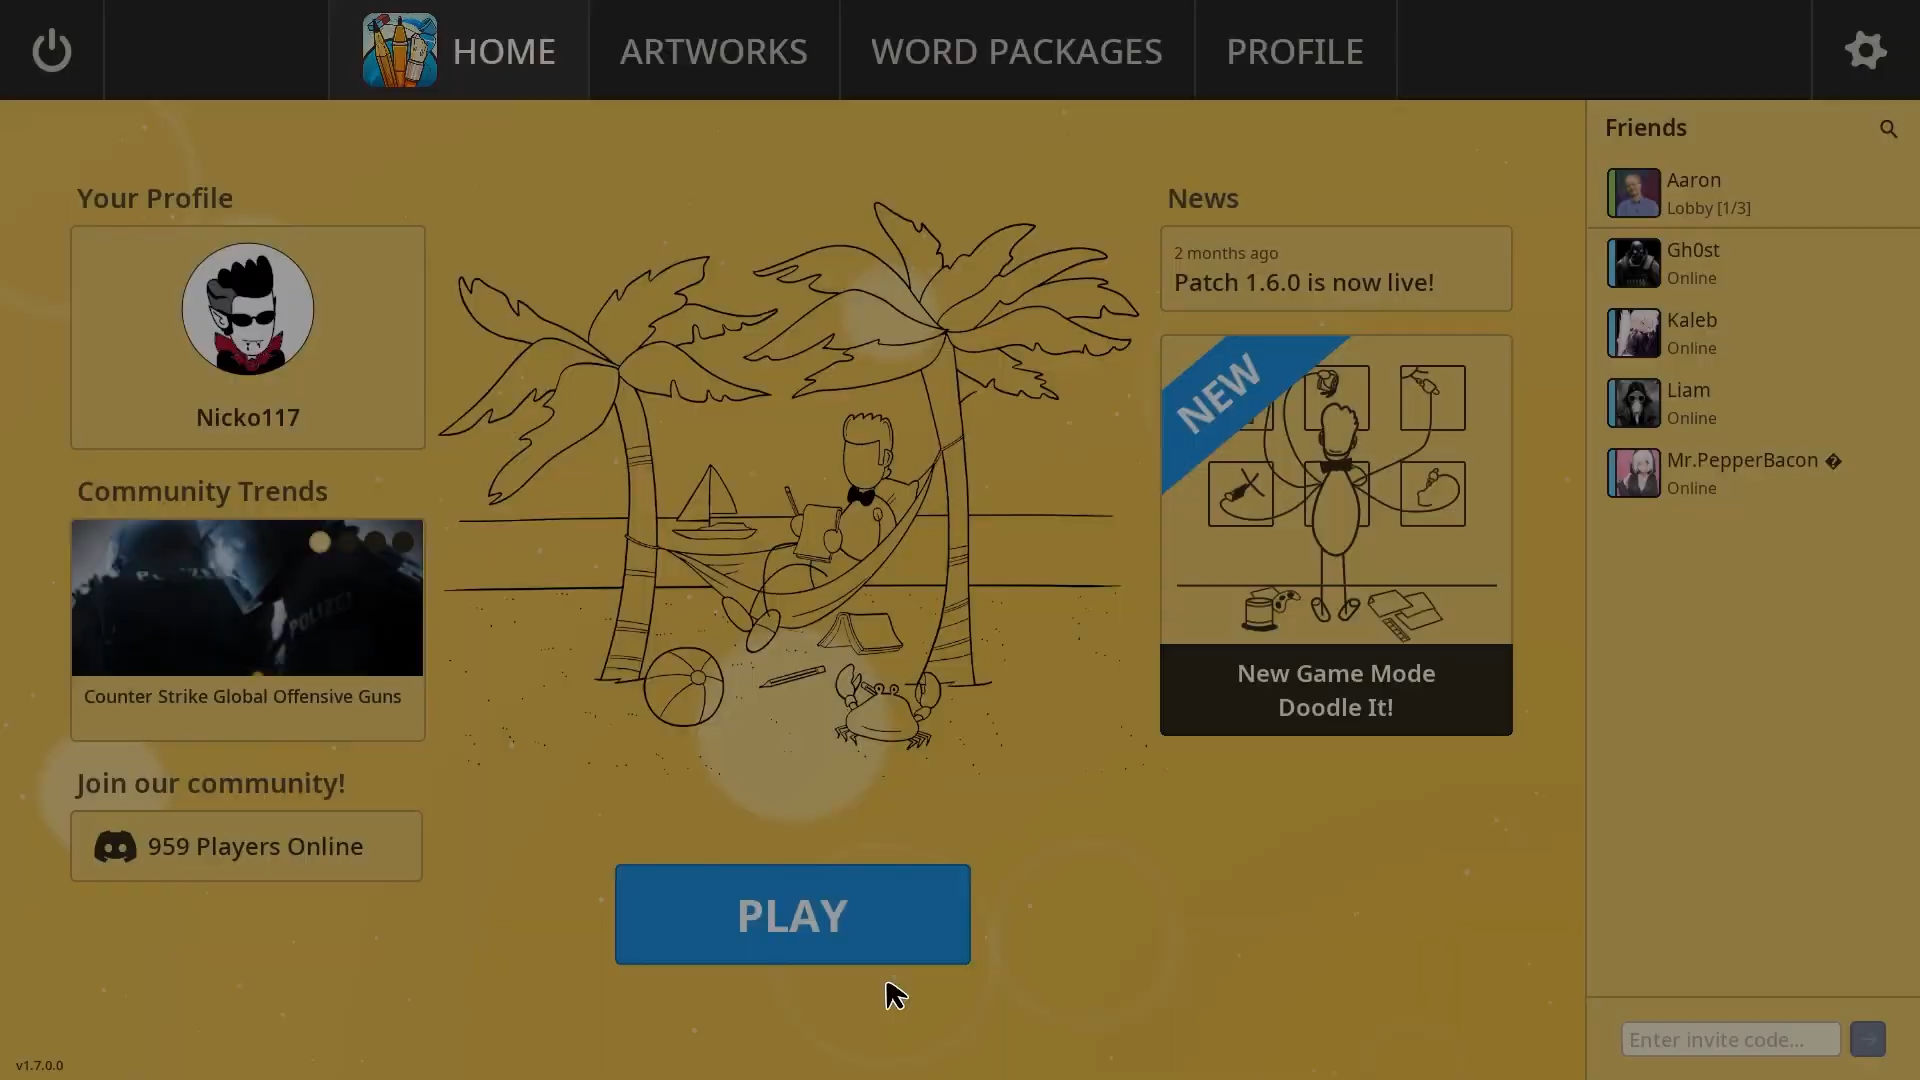 HOME
ARTWORKS
WORD PACKAGES
PROFILE
Your Profile
Nicko117
Community Trends
POLIZEI
Counter Strike Global Offensive Guns
Join our community!
959 Players Online
PLAY
News
2 months ago
Patch 1.6.0 is now live!
NEW
New Game Mode
Doodle It!
Friends
Aaron
Lobby [1/3]
Gh0st
Online
Kaleb
Online
Liam
Online
Mr.PepperBacon �
Online
Enter invite code...
v1.7.0.0